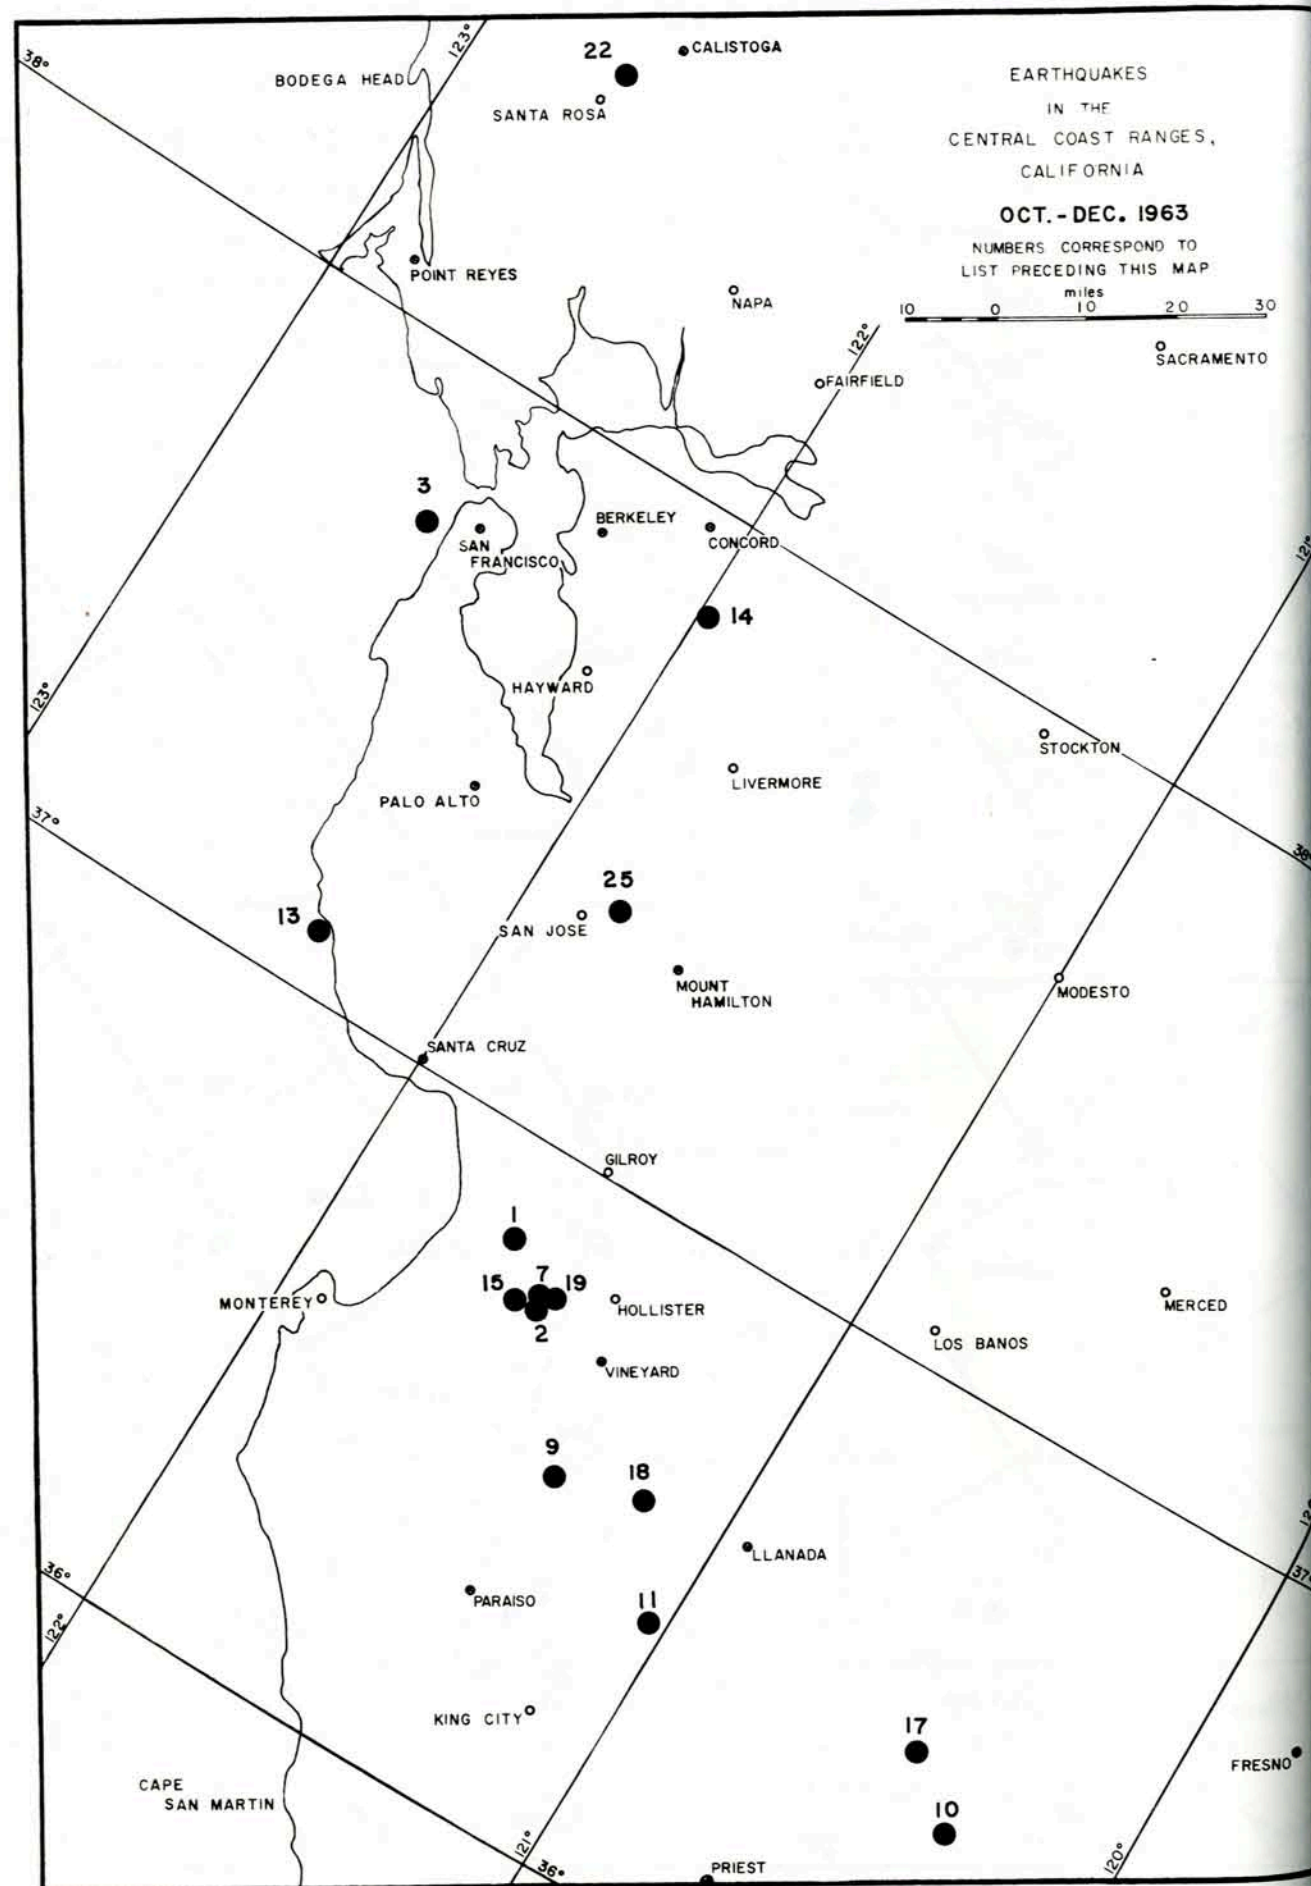 38°
123°
BODEGA HEAD
22
CALISTOGA
SANTA ROSA
EARTHQUAKES
IN THE
CENTRAL COAST RANGES,
CALIFORNIA
OCT. - DEC. 1963
NUMBERS CORRESPOND TO
LIST PRECEDING THIS MAP
miles
10 0 10 20 30
POINT REYES
NAPA
122°
SACRAMENTO
FAIRFIELD
3
SAN
FRANCISCO
BERKELEY
CONCORD
121°
14
HAYWARD
123°
STOCKTON
LIVERMORE
PALO ALTO
37°
38°
25
13
SAN JOSE
MOUNT
HAMILTON
MODESTO
SANTA CRUZ
GILROY
1
15
7
19
2
MONTEREY
HOLLISTER
MERCED
LOS BANOS
VINEYARD
9
18
LLANADA
36°
37°
PARAISO
11
122°
KING CITY
17
FRESNO
CAPE
SAN MARTIN
10
121°
36°
PRIEST
120°